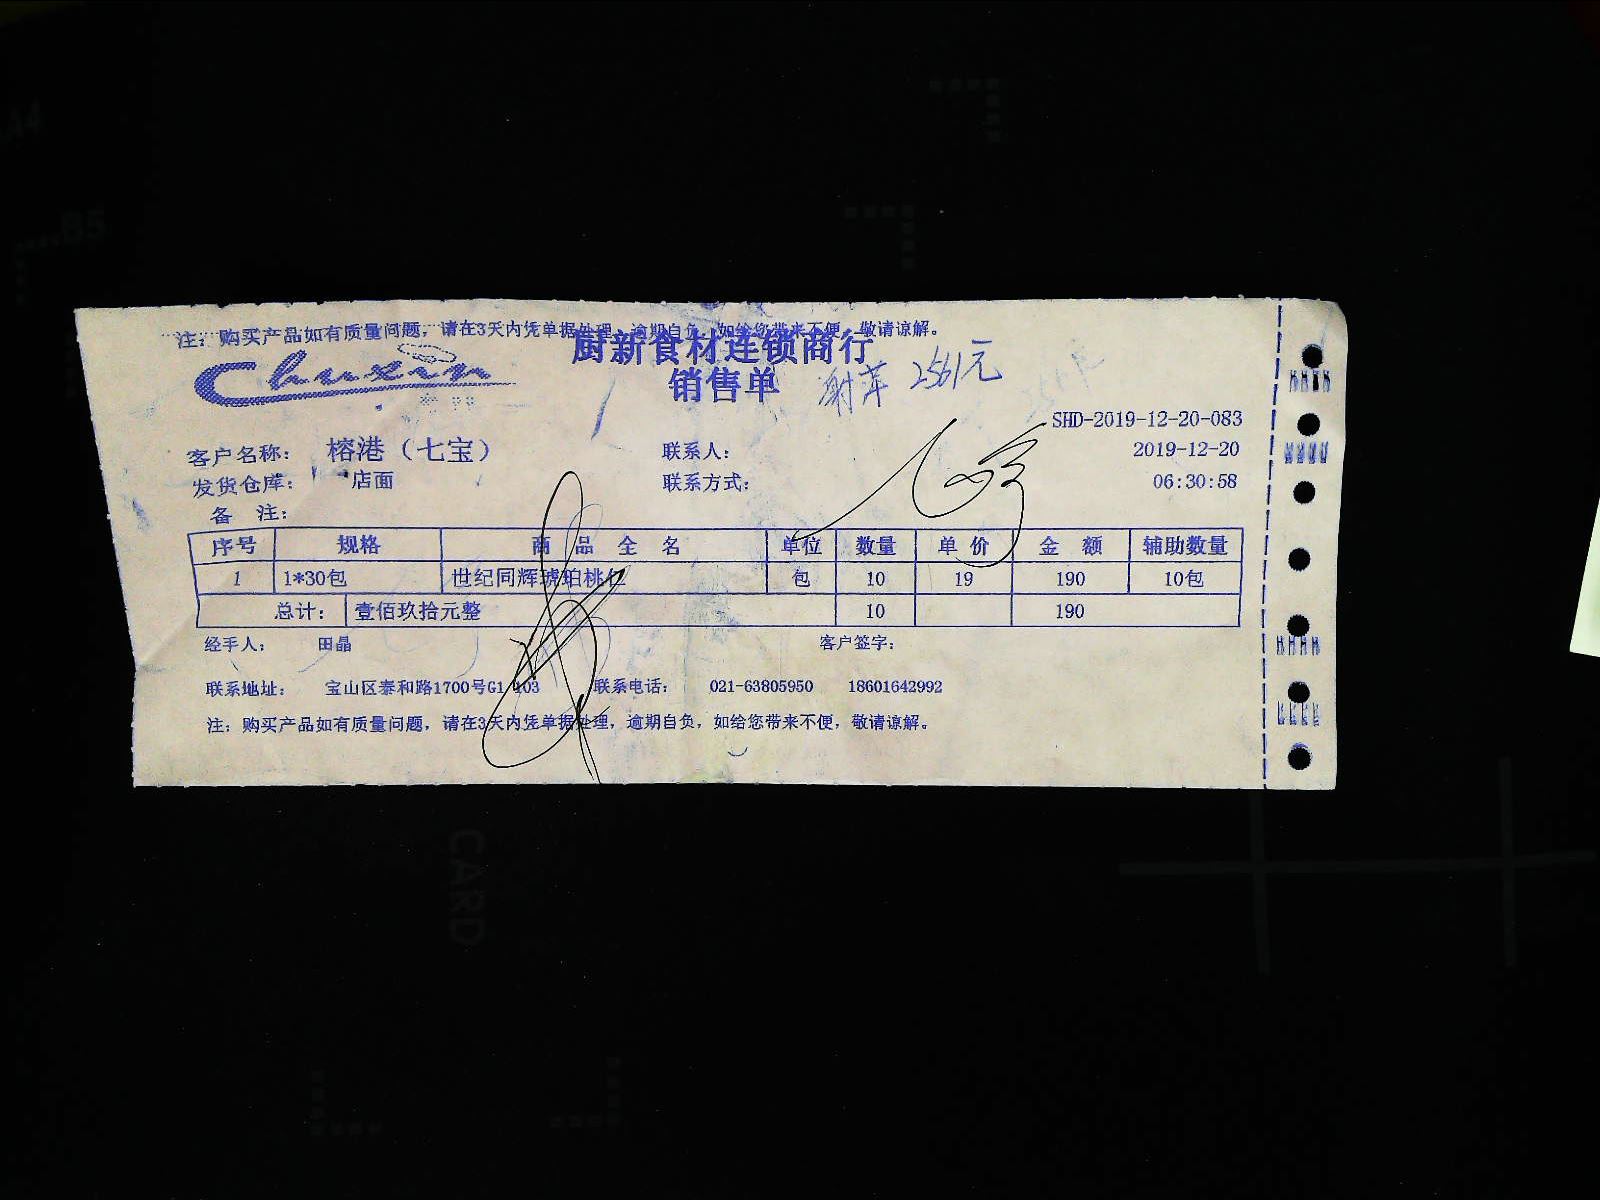 注：购买产品如有质量问题，请在3天内凭单据处理，逾期自负，如给您带来不便，敬请谅解。
Chuxin
厨新食材连锁商行
销售单
谢萍 2561元
SHD-2019-12-20-083
客户名称： 榕港（七宝） 联系人： 2019-12-20
发货仓库： 店面 联系方式： 06:30:58
备 注：
序号 规格 商 品 全 名 单位 数量 单 价 金 额 辅助数量
1 1*30包 世纪同辉琥珀桃仁 包 10 19 190 10包
总计： 壹佰玖拾元整 10 190
经手人： 田晶 客户签字：
联系地址： 宝山区泰和路1700号G1 103 联系电话： 021-63805950 18601642992
注：购买产品如有质量问题，请在3天内凭单据处理，逾期自负，如给您带来不便，敬请谅解。
A4
B5
CARD